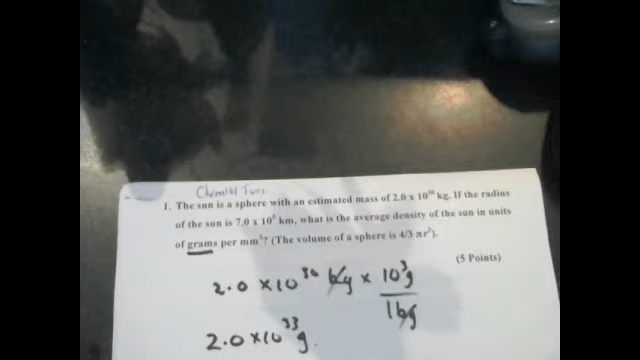 Chemical Tuts
1. The sun is a sphere with an estimated mass of 2.0 x 10³⁰ kg. If the radius
of the sun is 7.0 x 10⁵ km, what is the average density of the sun in units
of grams per mm³? (The volume of a sphere is 4/3 πr³).
(5 Points)
2.0 × 10³⁰ kg × 10³g
1kg
2.0 × 10³³ g.